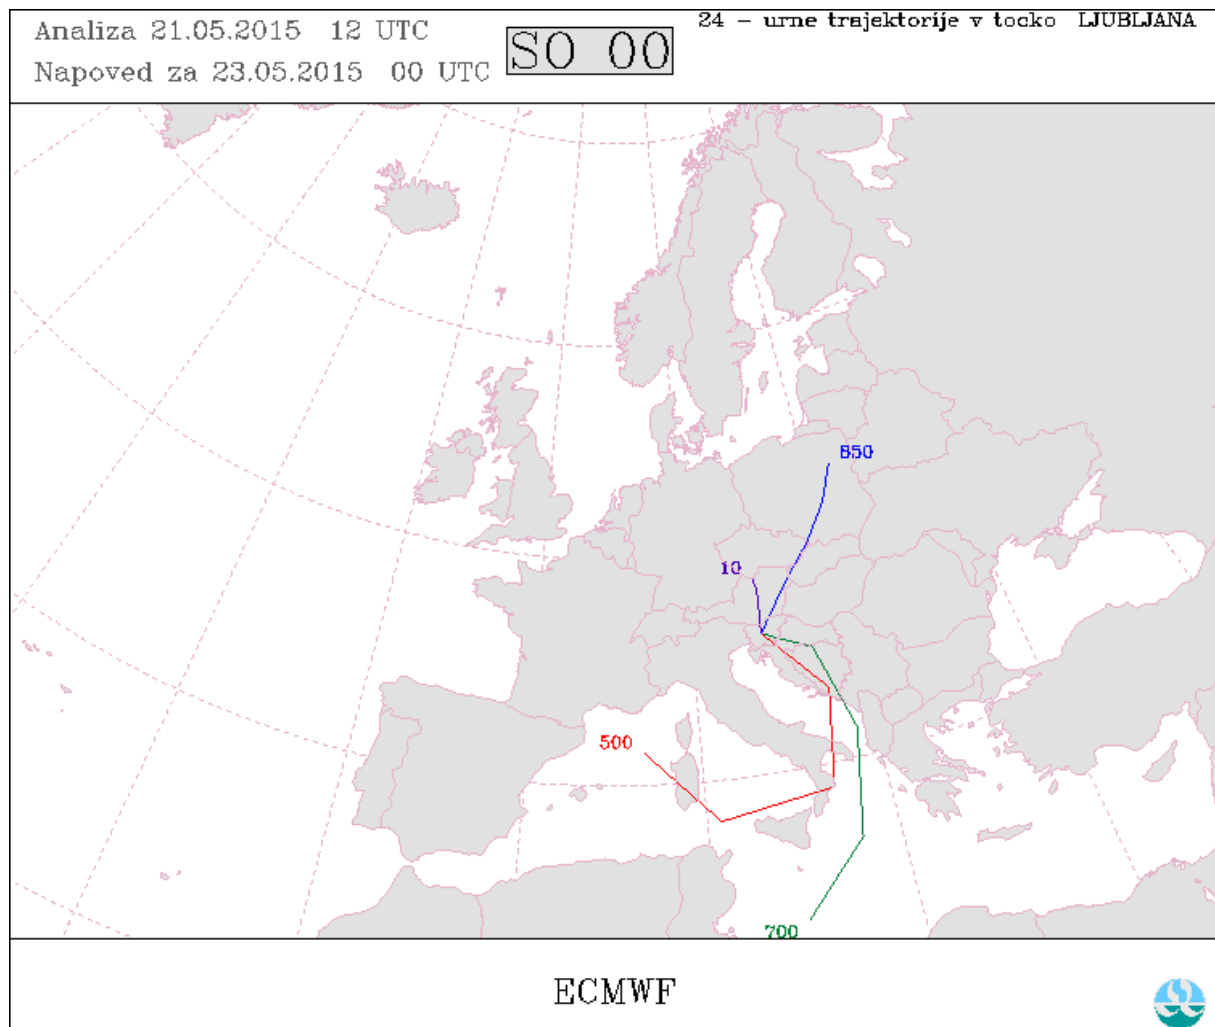 Analiza 21.05.2015 12 UTC
Napoved za 23.05.2015 00 UTC
SO 00
24 - urne trajektorije v tocko LJUBLJANA
850
10
500
700
ECMWF